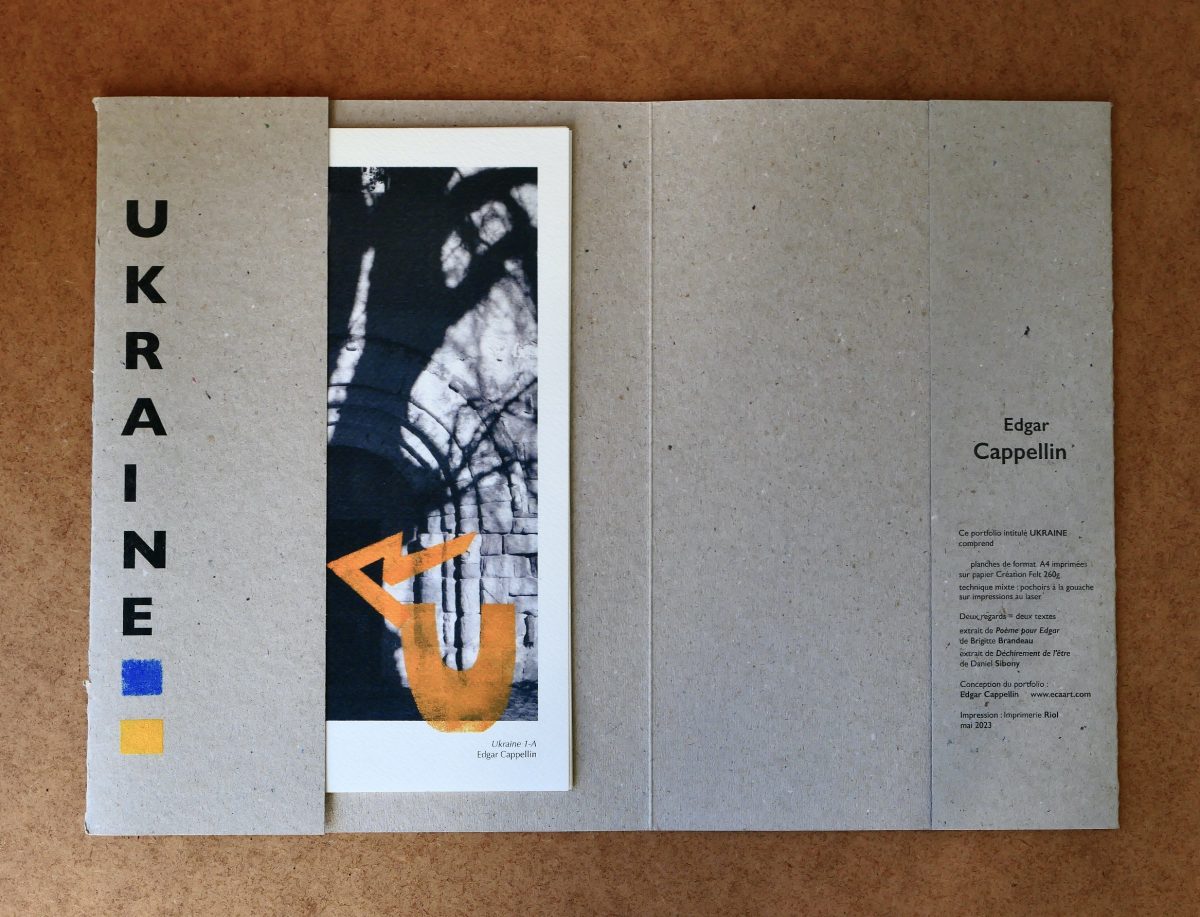 UKRAINE
Ukraine 1-A
Edgar Cappellin
Edgar
Cappellin
Ce portfolio intitulé UKRAINE
comprend
planches de format A4 imprimées
sur papier Création Felt 260g
technique mixte : pochoirs à la gouache
sur impressions au laser
Deux regards = deux textes
extrait de Poème pour Edgar
de Brigitte Brandeau
extrait de Déchirement de l'être
de Daniel Sibony
Conception du portfolio :
Edgar Cappellin www.ecaart.com
Impression : Imprimerie Riol
mai 2023